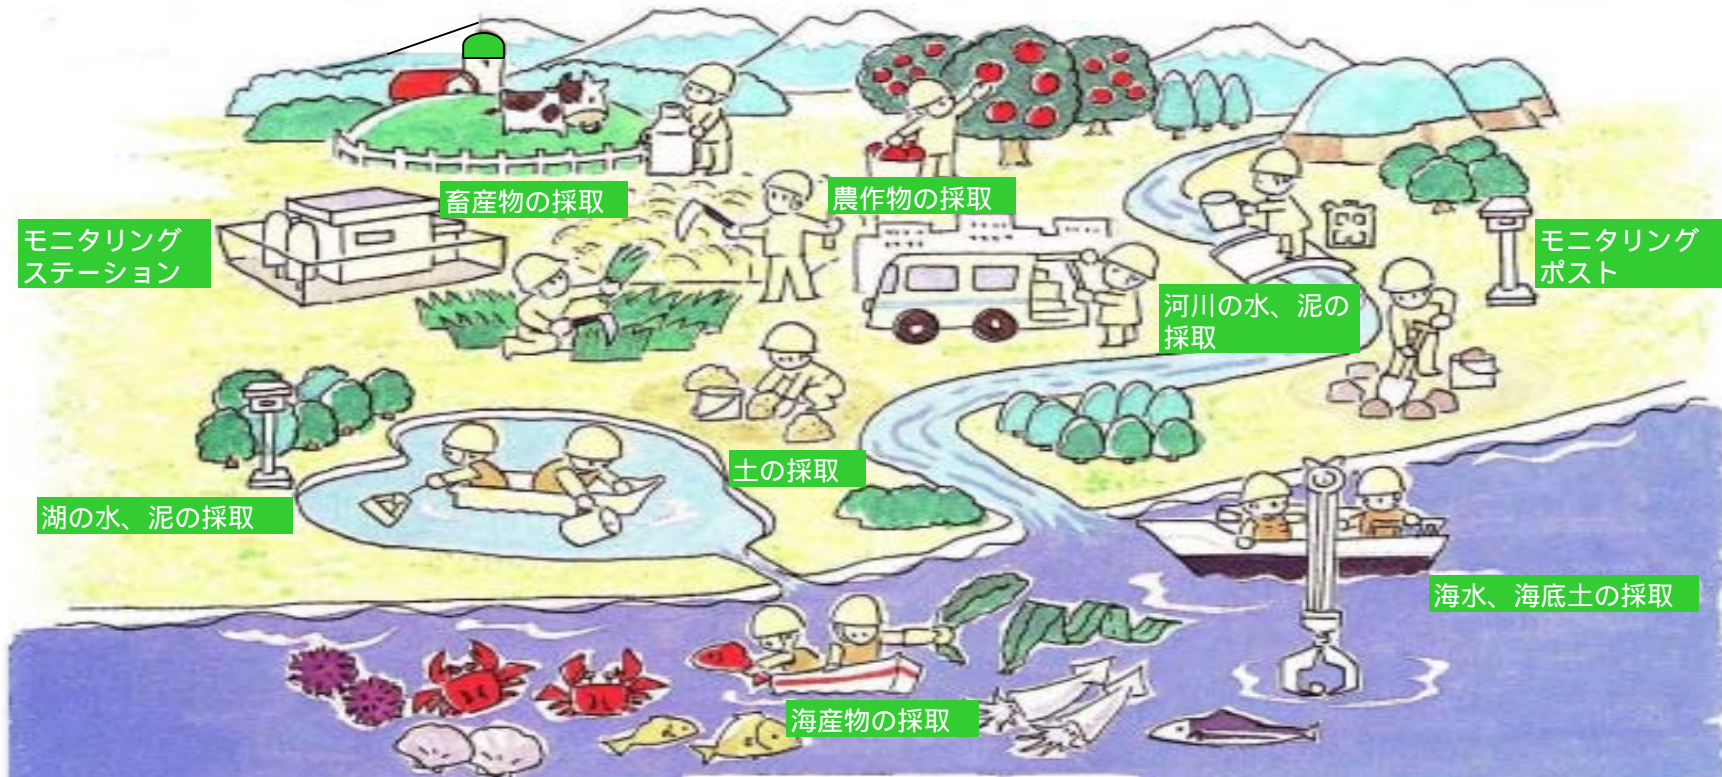 畜産物の採取
農作物の採取
モニタリング
ステーション
モニタリング
ポスト
河川の水、泥の
採取
土の採取
湖の水、泥の採取
海水、海底土の採取
海産物の採取